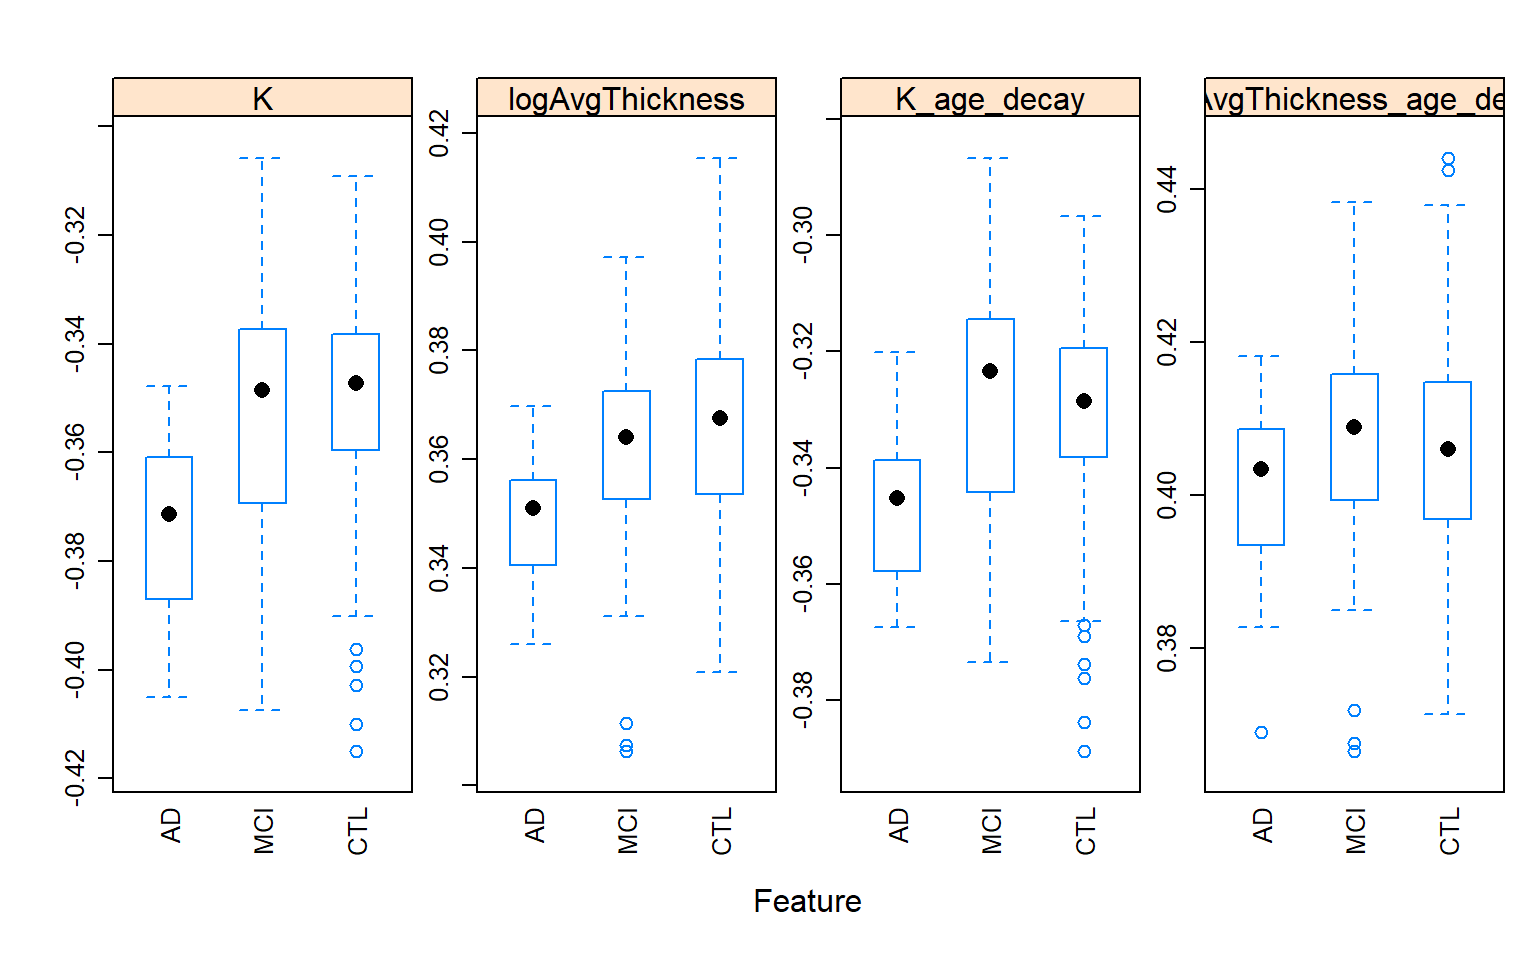 K
logAvgThickness
K_age_decay
AvgThickness_age_de
-0.32
-0.34
-0.36
-0.38
-0.40
-0.42
0.42
0.40
0.38
0.36
0.34
0.32
-0.30
-0.32
-0.34
-0.36
-0.38
0.44
0.42
0.40
0.38
AD
MCI
CTL
AD
MCI
CTL
AD
MCI
CTL
AD
MCI
CTL
Feature